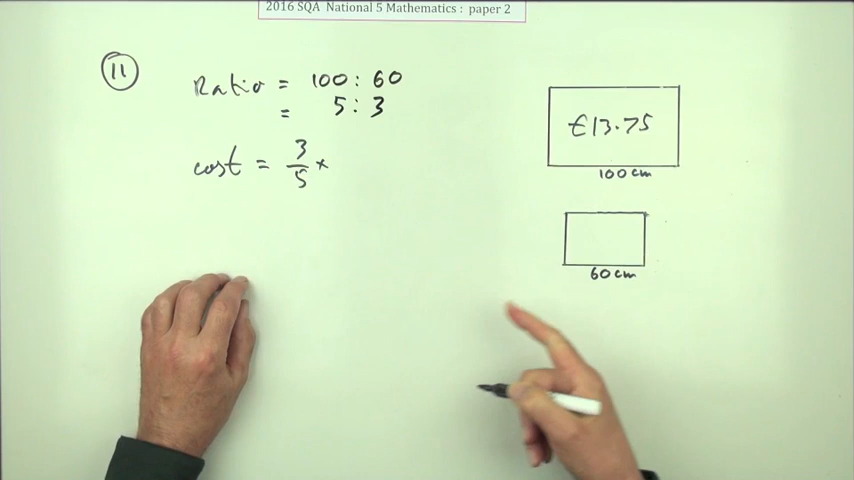 2016 SQA National 5 Mathematics : paper 2
11
Ratio = 100 : 60
= 5 : 3
cost = 3/5 ×
£13.75
100 cm
60 cm